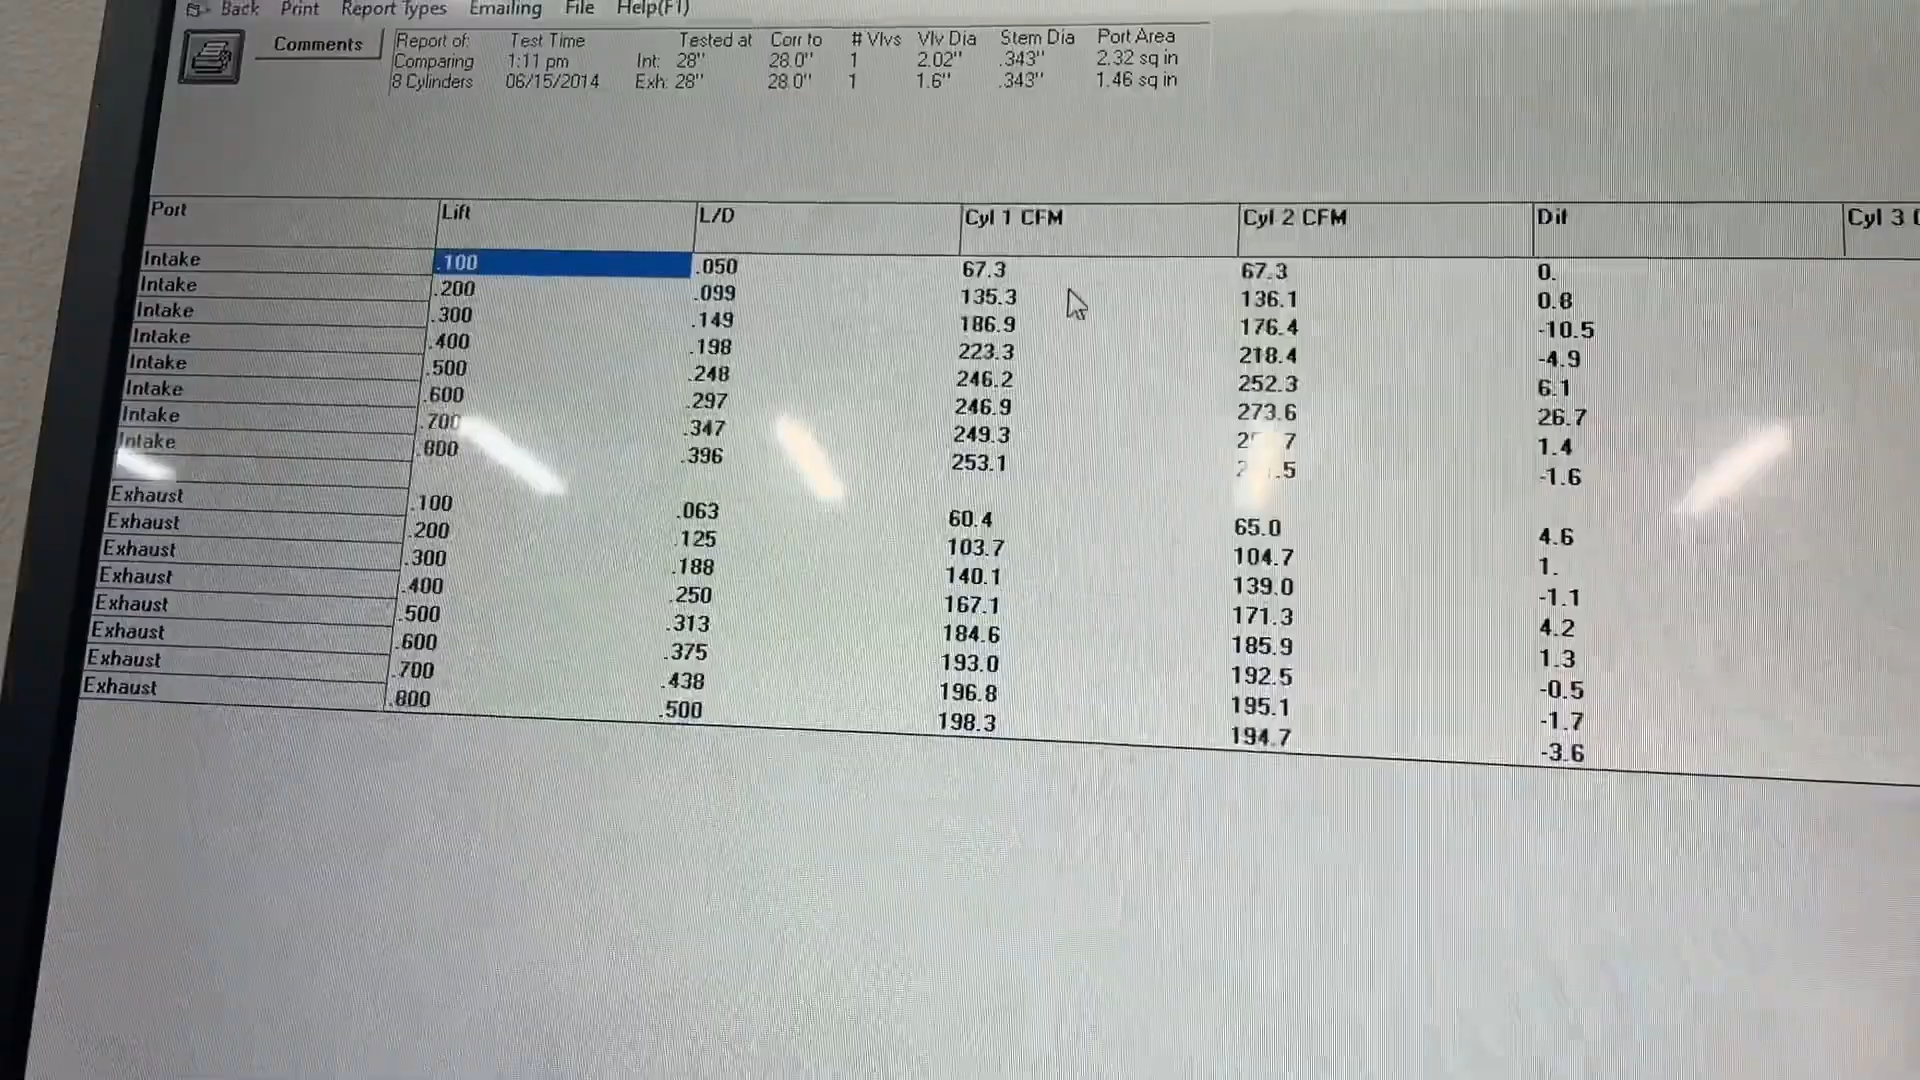 Back Print Report Types Emailing File Help(F1)
Comments
Report of: Test Time Tested at Corr to # Vlvs Vlv Dia Stem Dia Port Area
Comparing 1:11 pm Int: 28" 28.0" 1 2.02" .343" 2.32 sq in
8 Cylinders 06/15/2014 Exh: 28" 28.0" 1 1.6" .343" 1.46 sq in
Port Lift L/D Cyl 1 CFM Cyl 2 CFM Dif Cyl 3
Intake .100 .050 67.3 67.3 0.
Intake .200 .099 135.3 136.1 0.8
Intake .300 .149 186.9 176.4 -10.5
Intake .400 .198 223.3 218.4 -4.9
Intake .500 .248 246.2 252.3 6.1
Intake .600 .297 246.9 273.6 26.7
Intake .700 .347 249.3 1.4
Intake .800 .396 253.1 -1.6
Exhaust .100 .063 60.4 65.0 4.6
Exhaust .200 .125 103.7 104.7 1.
Exhaust .300 .188 140.1 139.0 -1.1
Exhaust .400 .250 167.1 171.3 4.2
Exhaust .500 .313 184.6 185.9 1.3
Exhaust .600 .375 193.0 192.5 -0.5
Exhaust .700 .438 196.8 195.1 -1.7
Exhaust .800 .500 198.3 194.7 -3.6